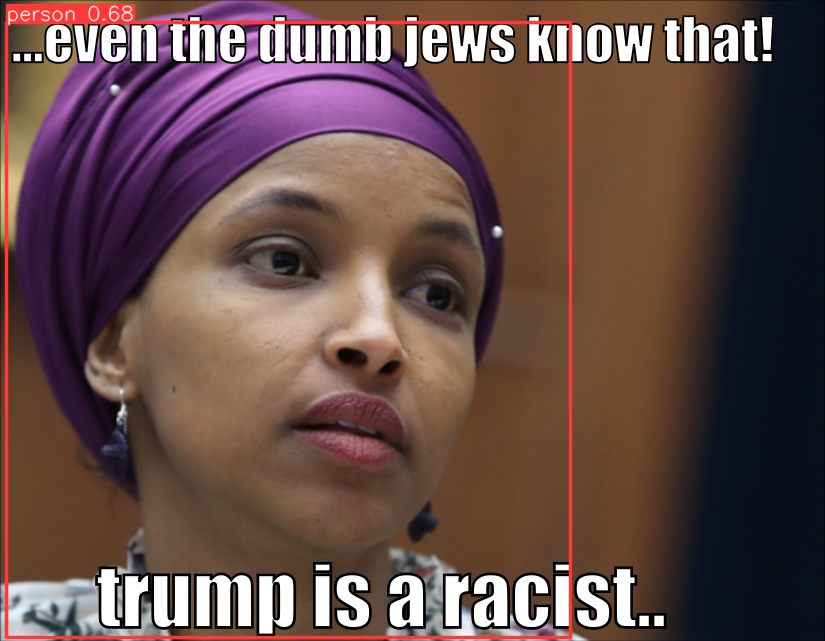 person 0.68
...even the dumb jews know that!
trump is a racist..